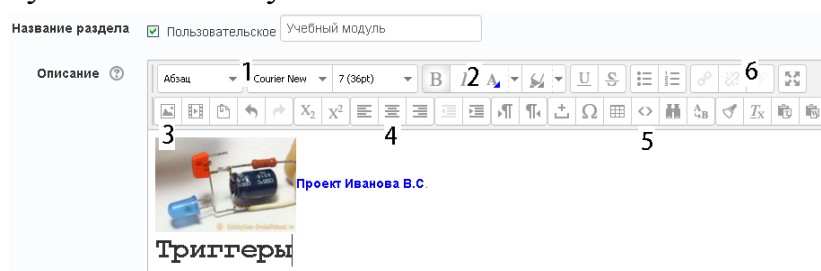 Название раздела Пользовательское Учебный модуль
Описание
1 2 6
Абзац Courier New 7 (36pt)
3 4 5
Проект Иванова В.С.
Триггеры